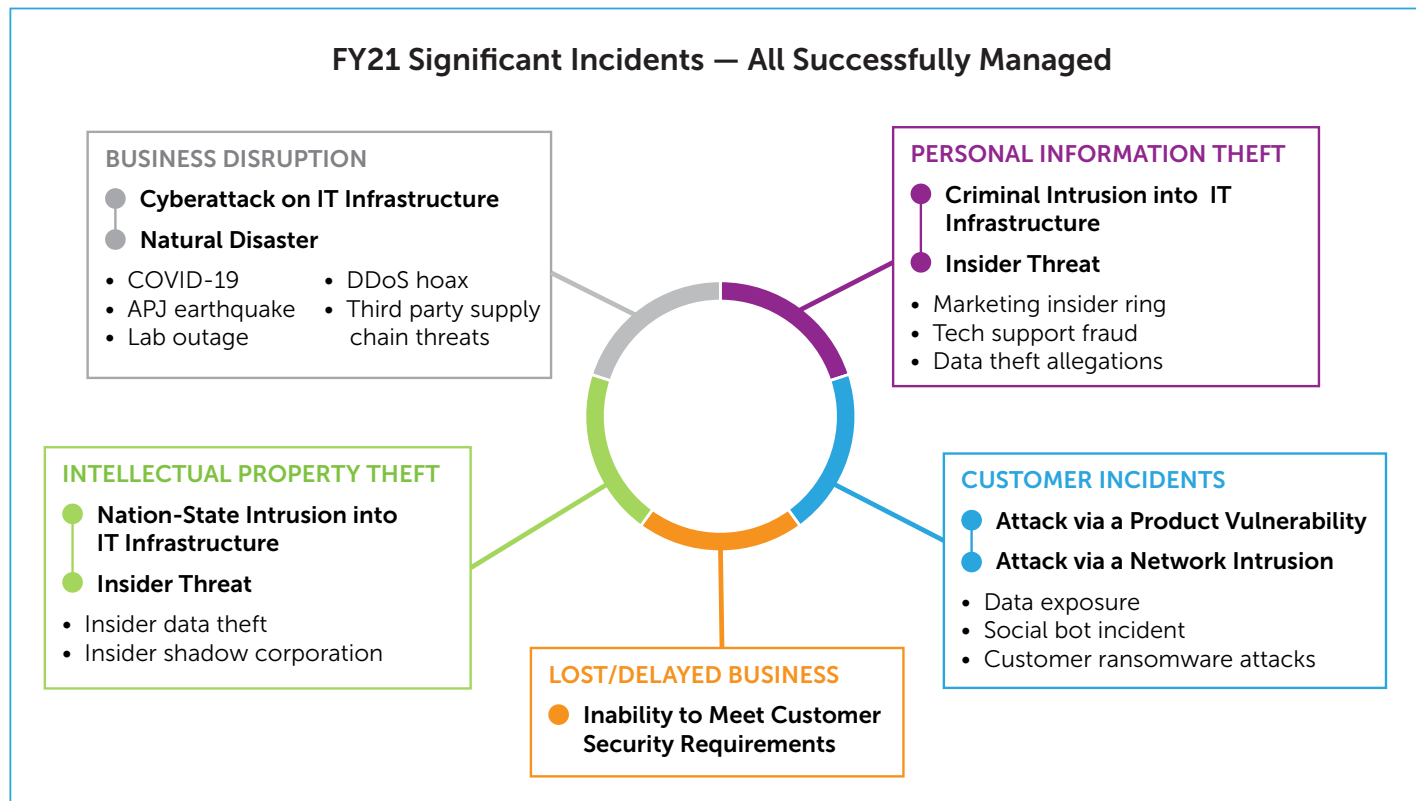 FY21 Significant Incidents — All Successfully Managed
BUSINESS DISRUPTION
Cyberattack on IT Infrastructure
Natural Disaster
• COVID-19
• APJ earthquake
• Lab outage
• DDoS hoax
• Third party supply
chain threats
PERSONAL INFORMATION THEFT
Criminal Intrusion into IT
Infrastructure
Insider Threat
• Marketing insider ring
• Tech support fraud
• Data theft allegations
INTELLECTUAL PROPERTY THEFT
Nation-State Intrusion into
IT Infrastructure
Insider Threat
• Insider data theft
• Insider shadow corporation
CUSTOMER INCIDENTS
Attack via a Product Vulnerability
Attack via a Network Intrusion
• Data exposure
• Social bot incident
• Customer ransomware attacks
LOST/DELAYED BUSINESS
Inability to Meet Customer
Security Requirements